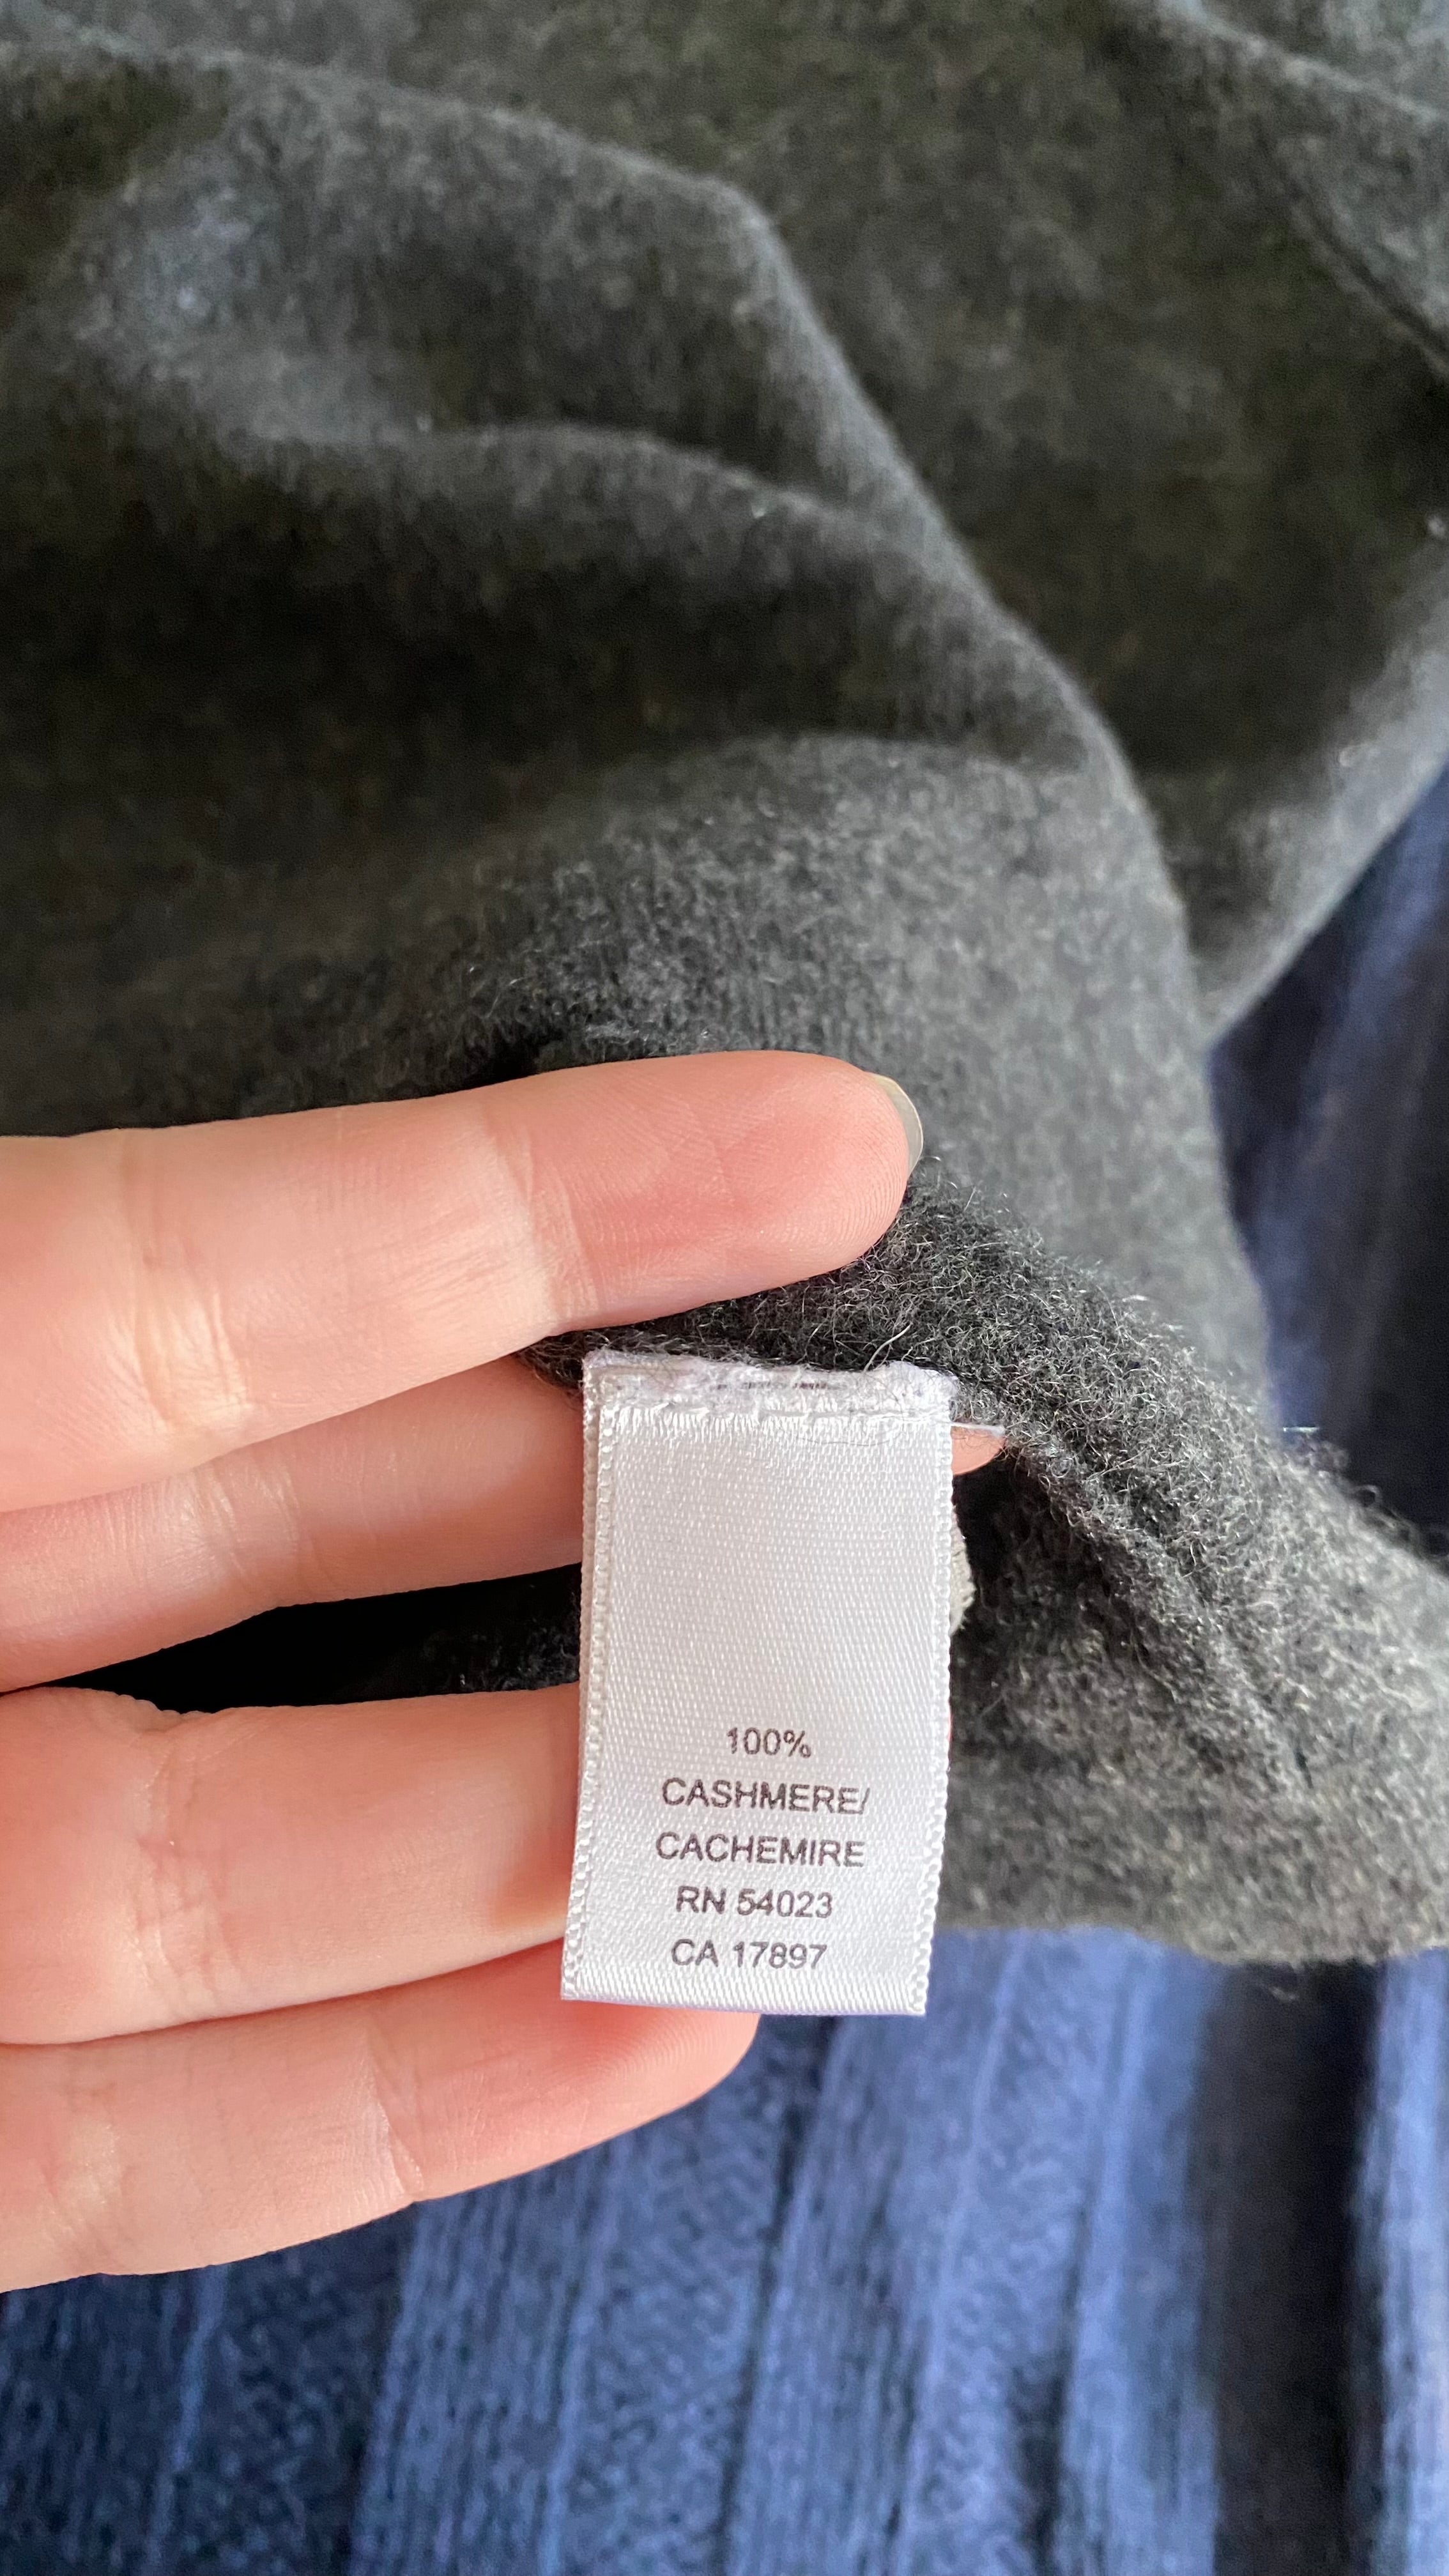 100%
CASHMERE/
CACHEMIRE
RN 54023
CA 17897